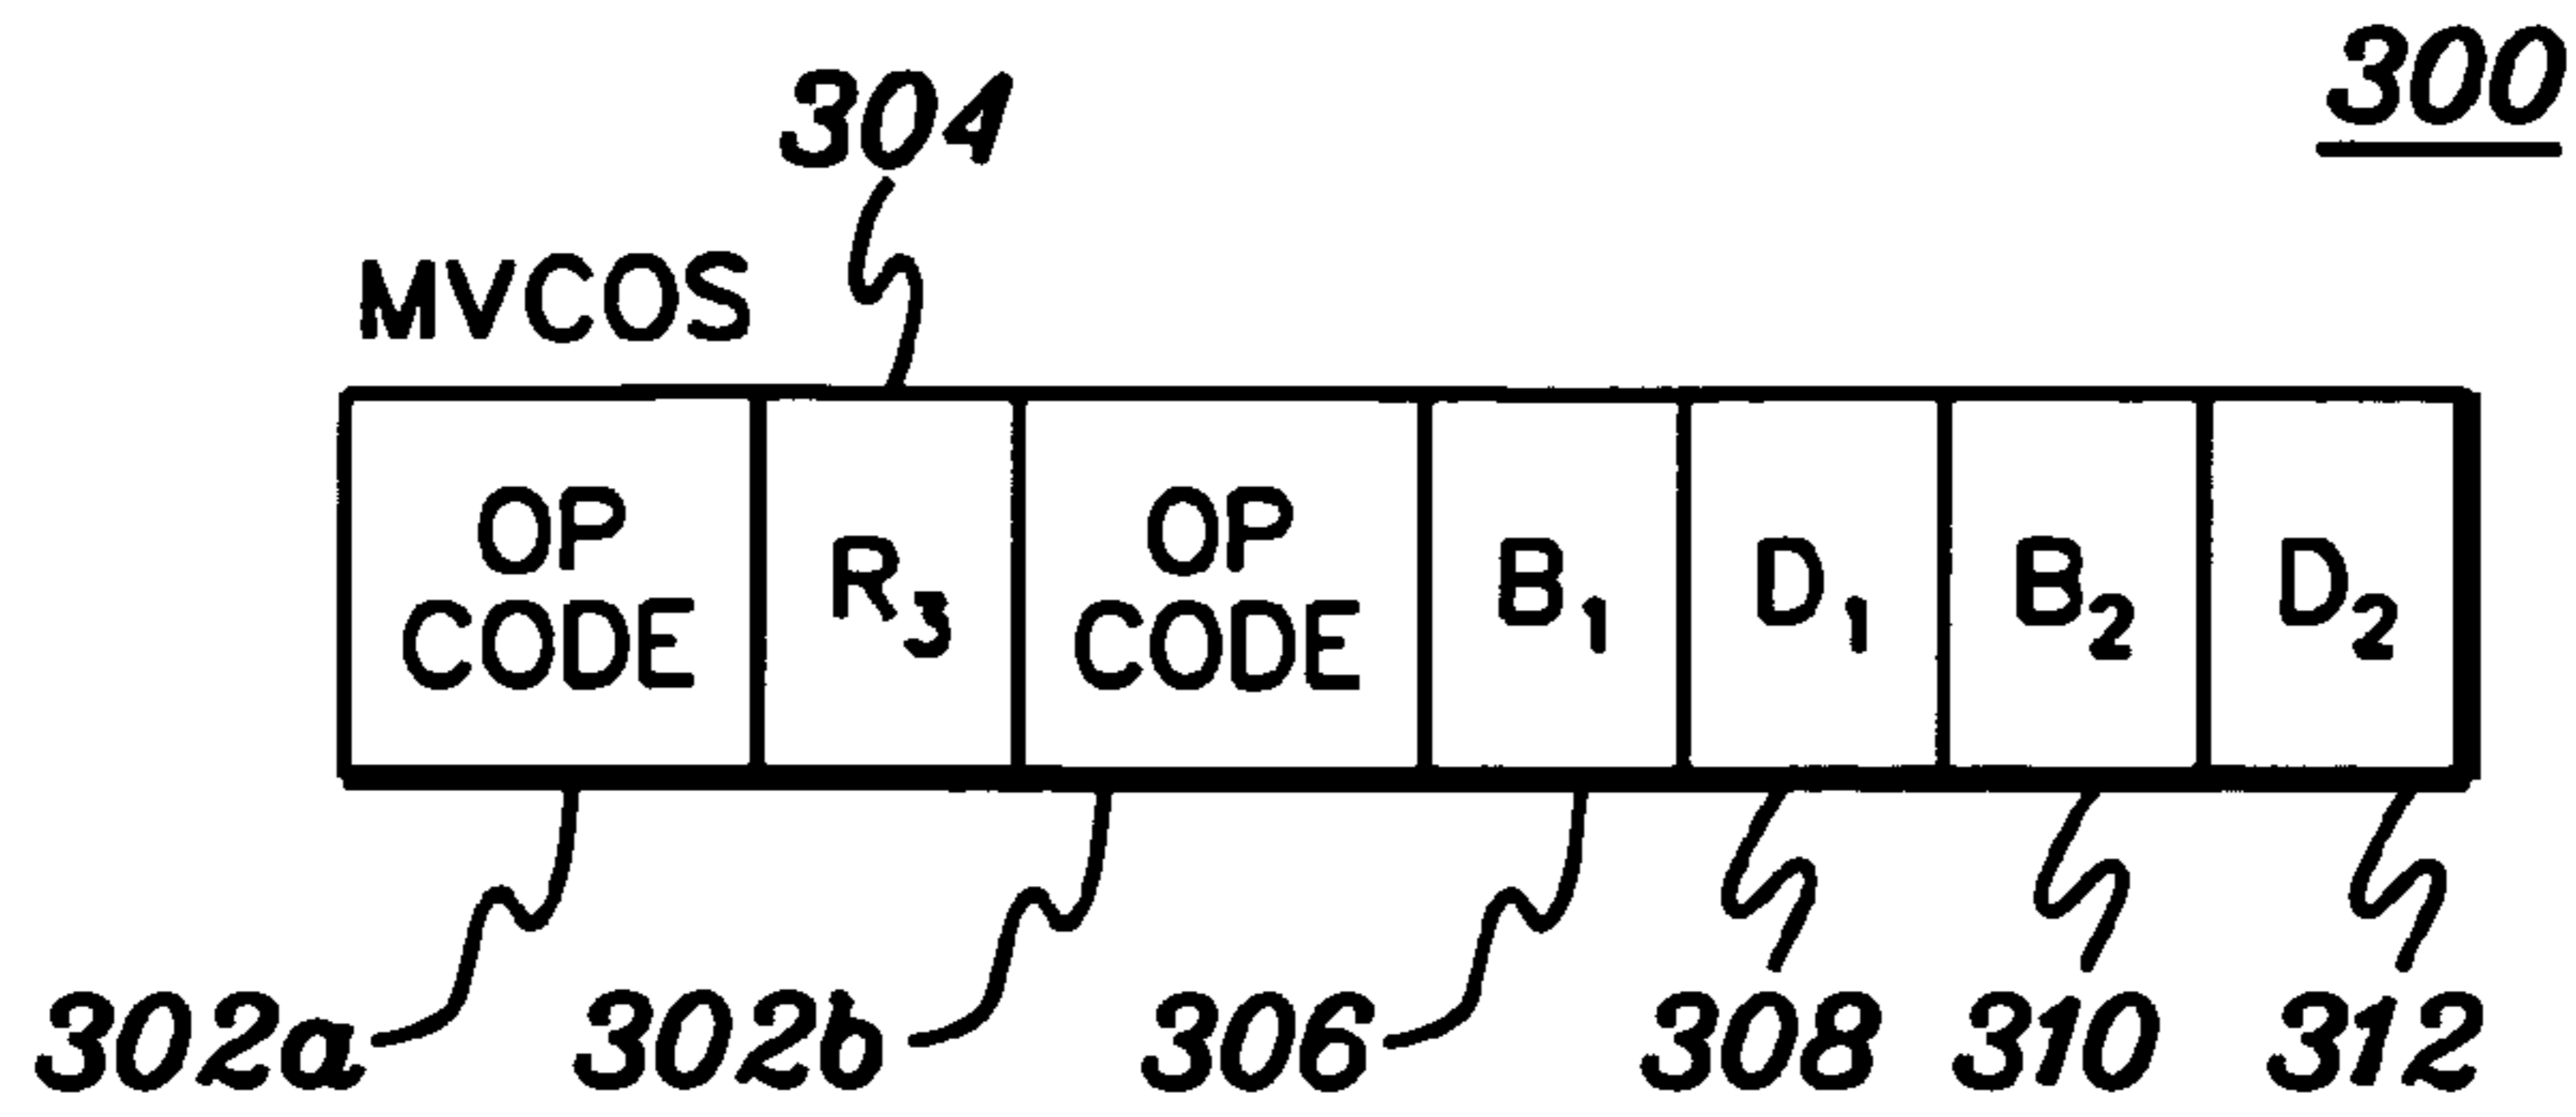 300
304
MVCOS
OP CODE R3 OP CODE B1 D1 B2 D2
302a 302b 306 308 310 312